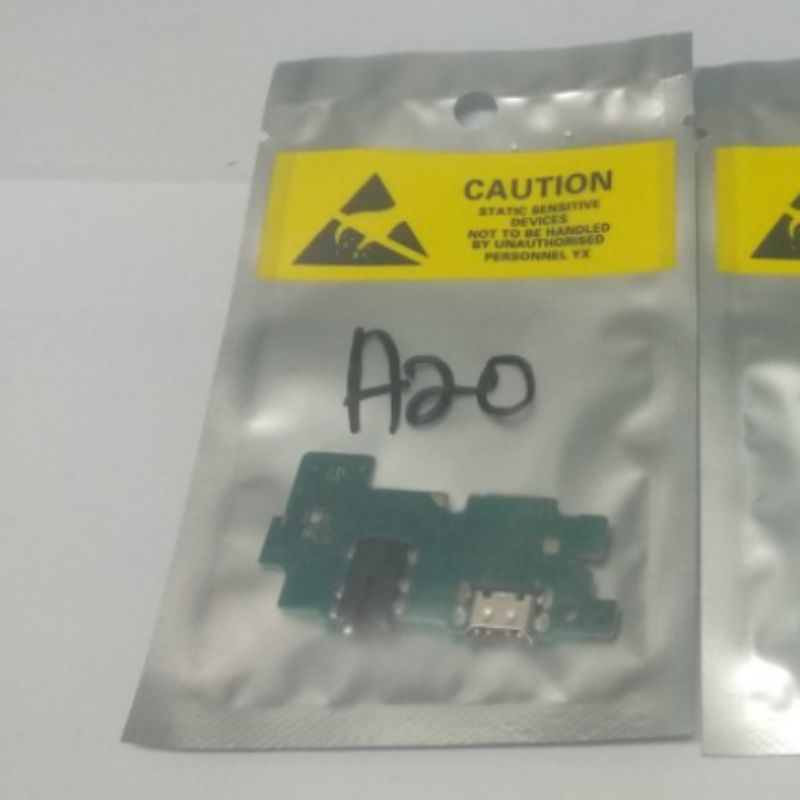 CAUTION
STATIC SENSITIVE
DEVICES
NOT TO BE HANDLED
BY UNAUTHORISED
PERSONNEL YX
A20